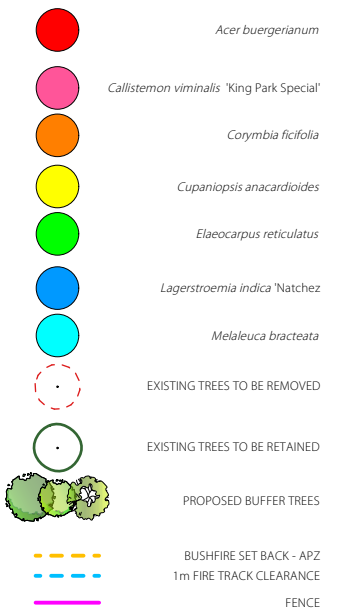 Acer buergerianum
Callistemon viminalis 'King Park Special'
Corymbia ficifolia
Cupaniopsis anacardioides
Elaeocarpus reticulatus
Lagerstroemia indica 'Natchez
Melaleuca bracteata
EXISTING TREES TO BE REMOVED
EXISTING TREES TO BE RETAINED
PROPOSED BUFFER TREES
BUSHFIRE SET BACK - APZ
1m FIRE TRACK CLEARANCE
FENCE